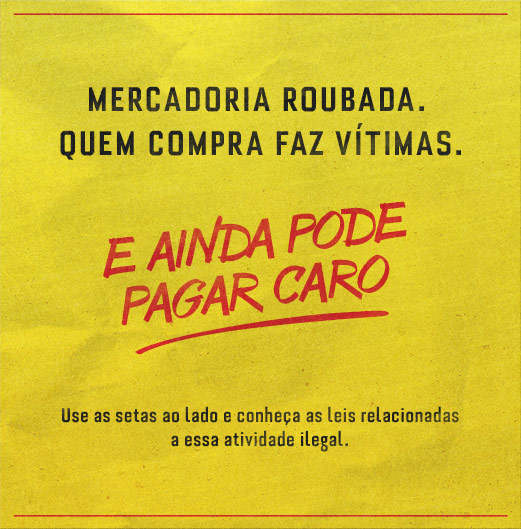 MERCADORIA ROUBADA.
QUEM COMPRA FAZ VÍTIMAS.
E AINDA PODE
PAGAR CARO
Use as setas ao lado e conheça as leis relacionadas
a essa atividade ilegal.